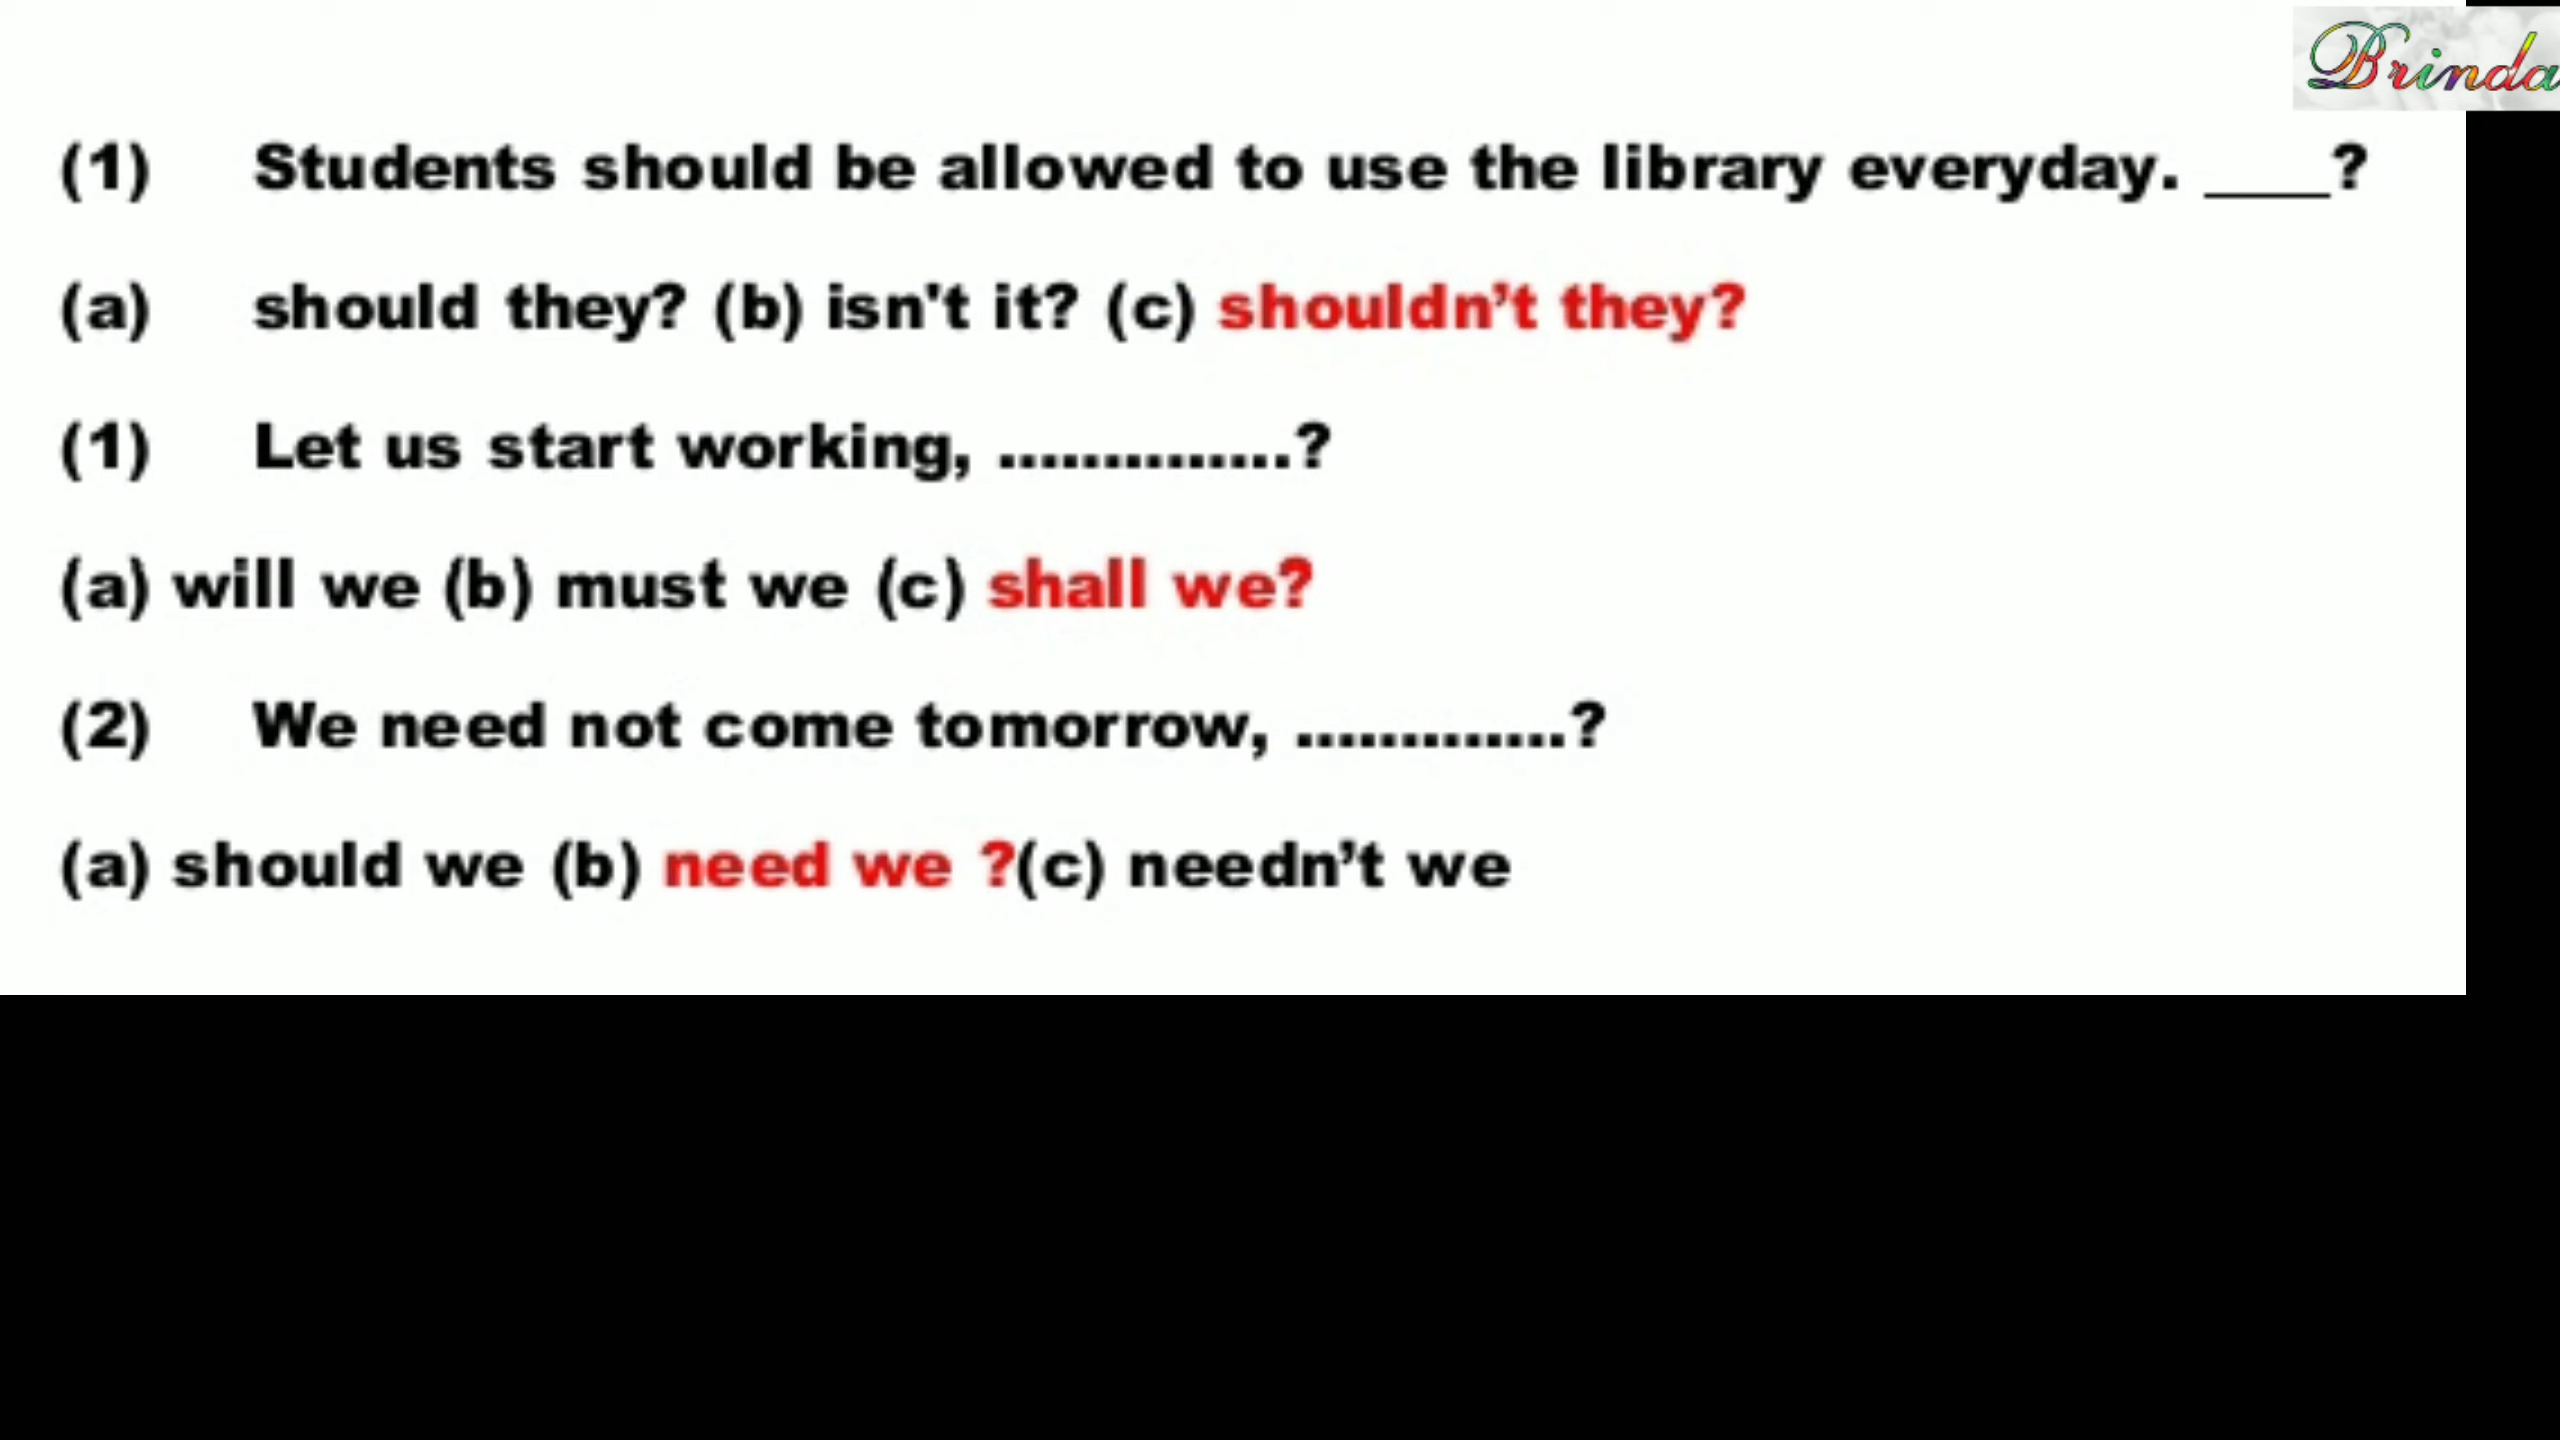 Brinda
(1) Students should be allowed to use the library everyday. ____?
(a) should they? (b) isn't it? (c) shouldn’t they?
(1) Let us start working, ..............?
(a) will we (b) must we (c) shall we?
(2) We need not come tomorrow, .............?
(a) should we (b) need we ?(c) needn’t we